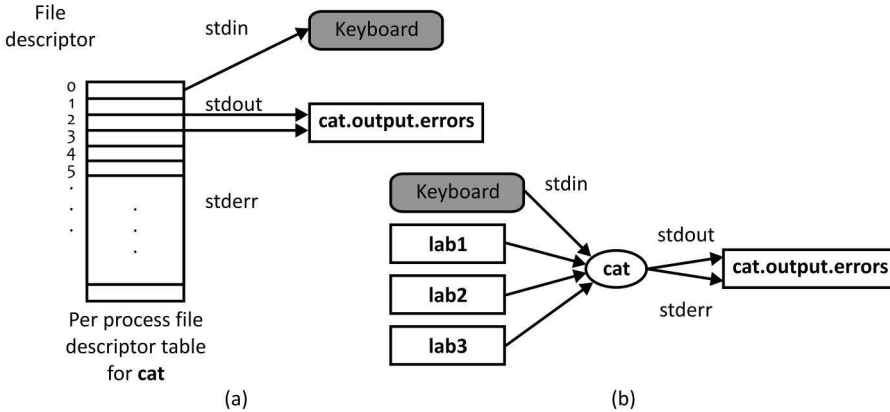 File
descriptor
stdin
Keyboard
0
1
2
3
4
5
stdout
cat.output.errors
stderr
Per process file
descriptor table
for cat
(a)
Keyboard
stdin
lab1
lab2
lab3
cat
stdout
cat.output.errors
stderr
(b)